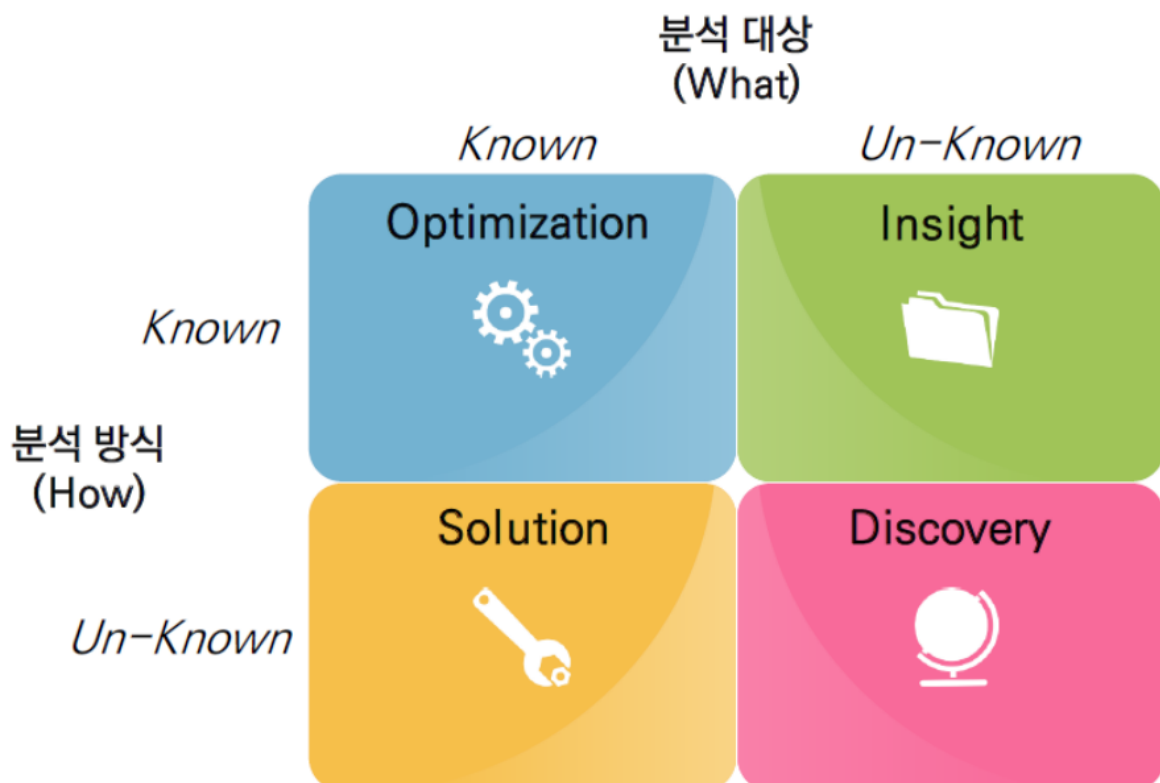 분석 대상
(What)
Known Un-Known
Optimization Insight
Known
분석 방식
(How)
Solution Discovery
Un-Known